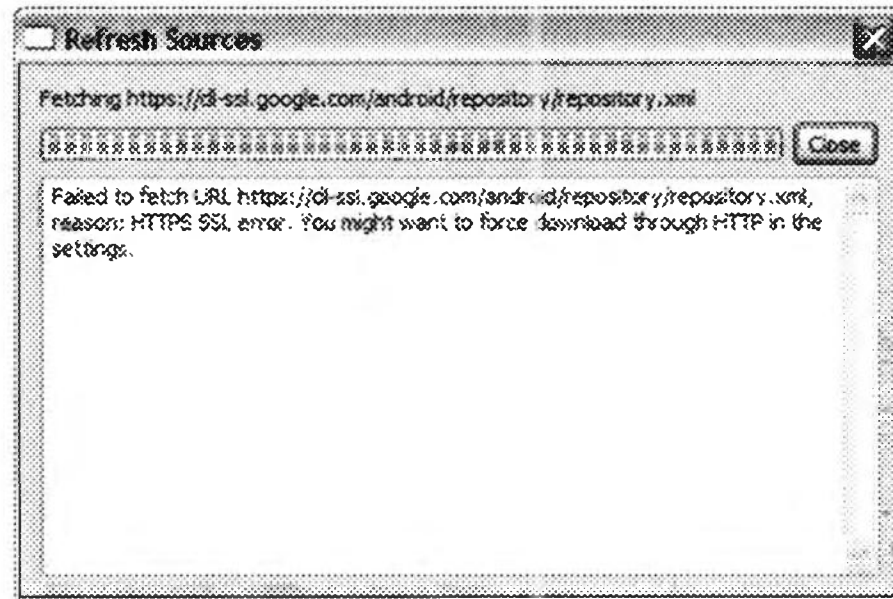 Refresh Sources
Fetching https://dl-ssl.google.com/android/repository/repository.xml
Close
Failed to fetch URL https://dl-ssl.google.com/android/repository/repository.xml,
reason: HTTPS SSL error. You might want to force download through HTTP in the
settings.